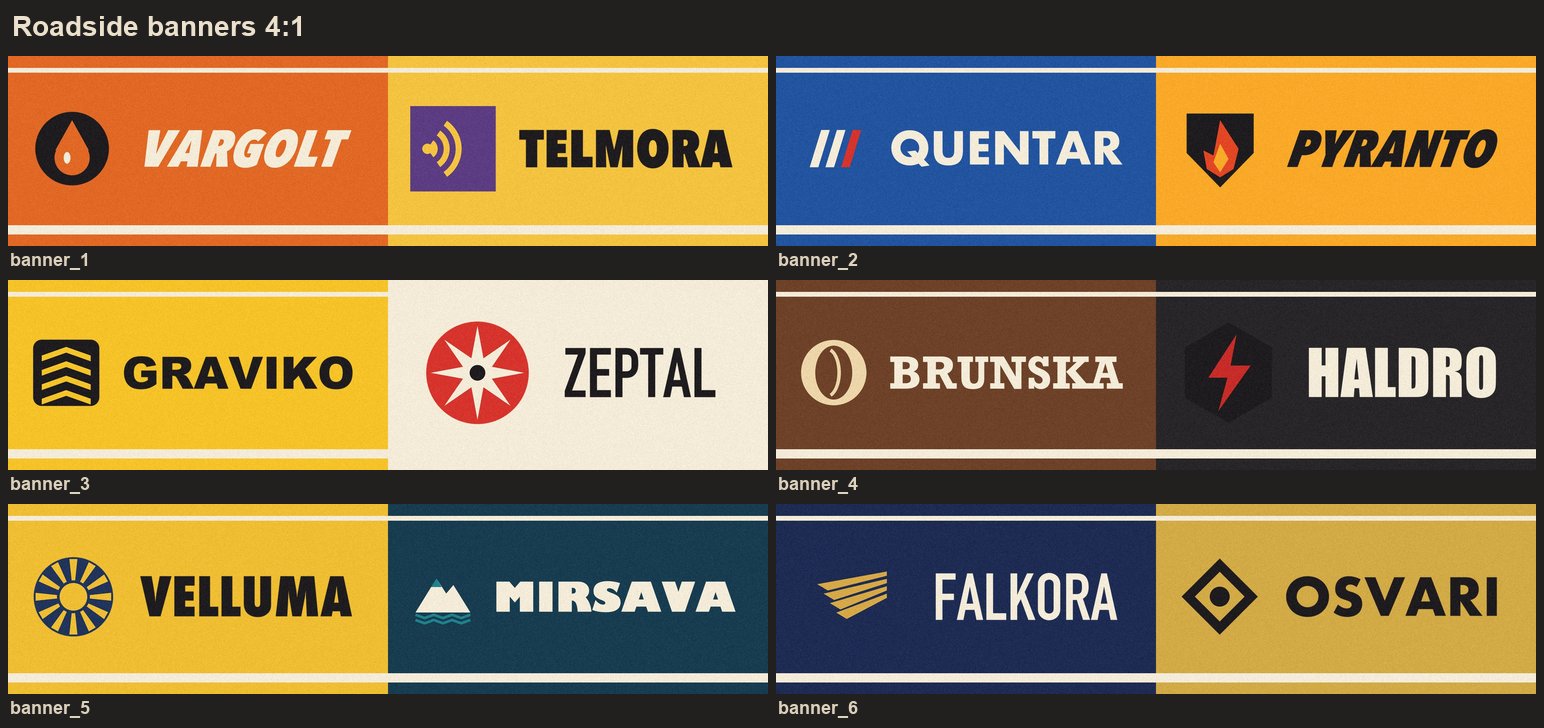 Roadside banners 4:1
VARGOLT
TELMORA
banner_1
QUENTAR
PYRANTO
banner_2
GRAVIKO
ZEPTAL
banner_3
BRUNSKA
HALDRO
banner_4
VELLUMA
MIRSAVA
banner_5
FALKORA
OSVARI
banner_6